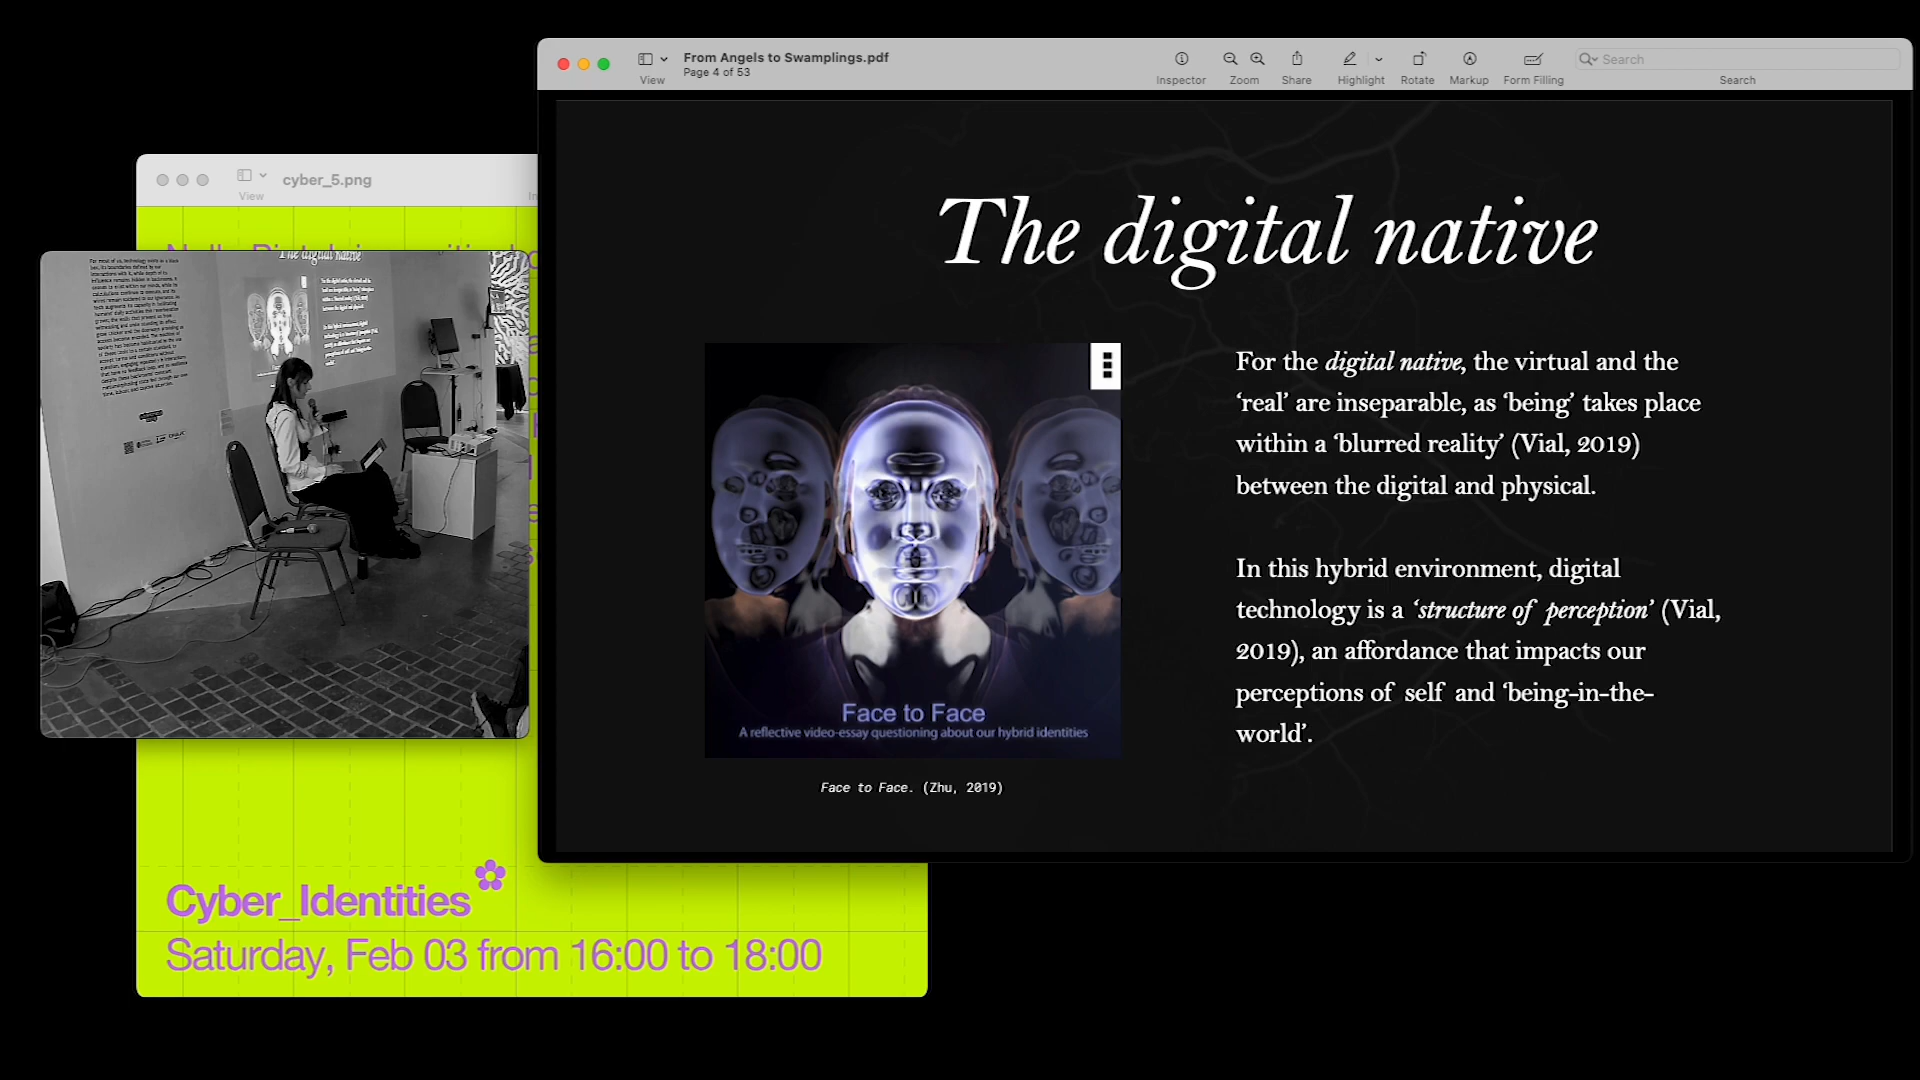 From Angels to Swamplings.pdf
Page 4 of 53
View
Inspector
Zoom
Share
Highlight
Rotate
Markup
Form Filling
Search
Search
cyber_5.png
View
The digital native
For the digital native, the virtual and the
‘real’ are inseparable, as ‘being’ takes place
within a ‘blurred reality’ (Vial, 2019)
between the digital and physical.
In this hybrid environment, digital
technology is a ‘structure of perception’ (Vial,
2019), an affordance that impacts our
perceptions of self and ‘being-in-the-
world’.
Face to Face
A reflective video-essay questioning about our hybrid identities
Face to Face. (Zhu, 2019)
The digital native
Cyber_Identities
Saturday, Feb 03 from 16:00 to 18:00